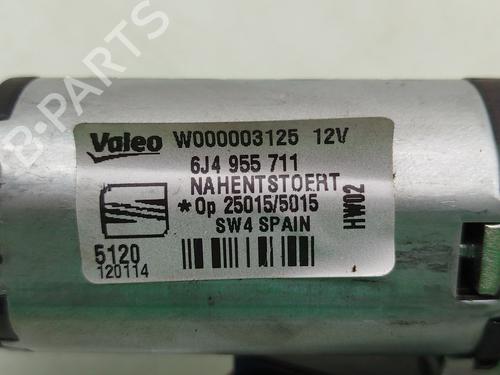 Valeo W000003125 12V
6J4 955 711
NAHENTSTOERT
*Op 25015/5015
SW4 SPAIN
HW02
5120
120114
B-PARTS